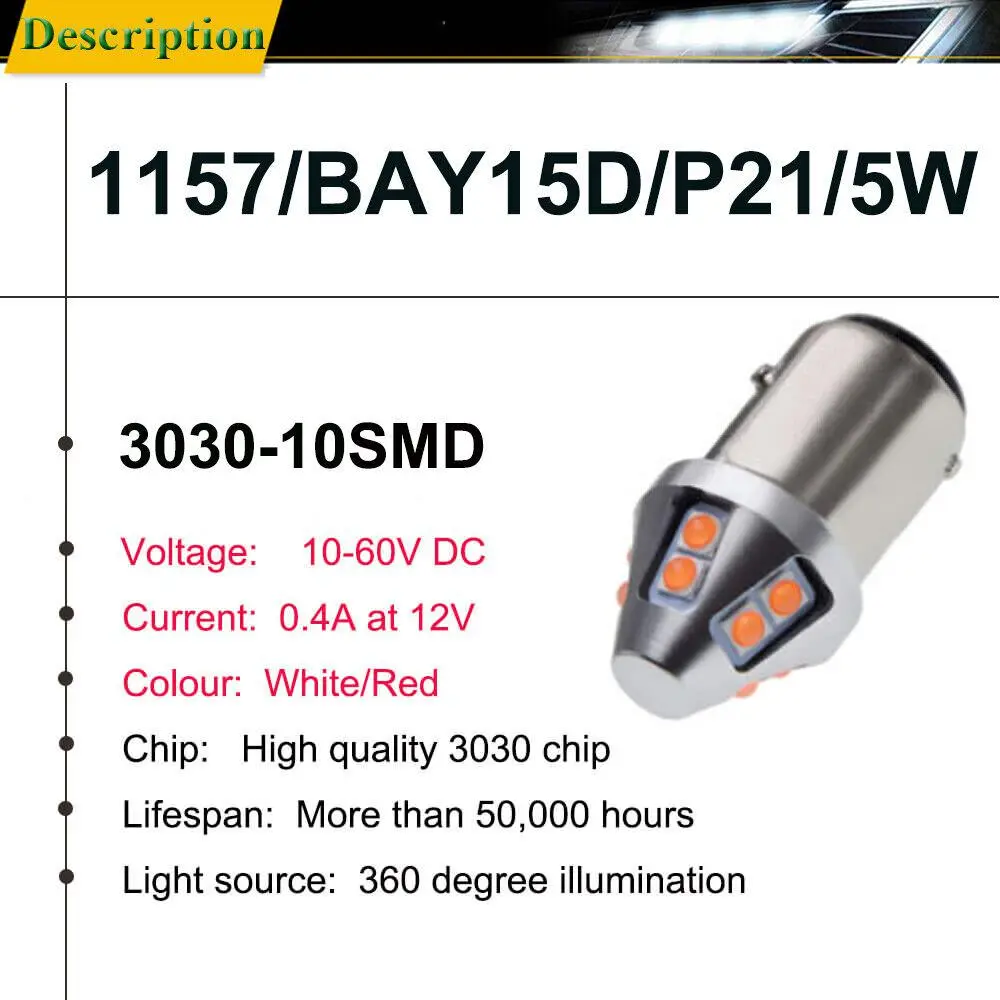 Description
1157/BAY15D/P21/5W
3030-10SMD
Voltage: 10-60V DC
Current: 0.4A at 12V
Colour: White/Red
Chip: High quality 3030 chip
Lifespan: More than 50,000 hours
Light source: 360 degree illumination